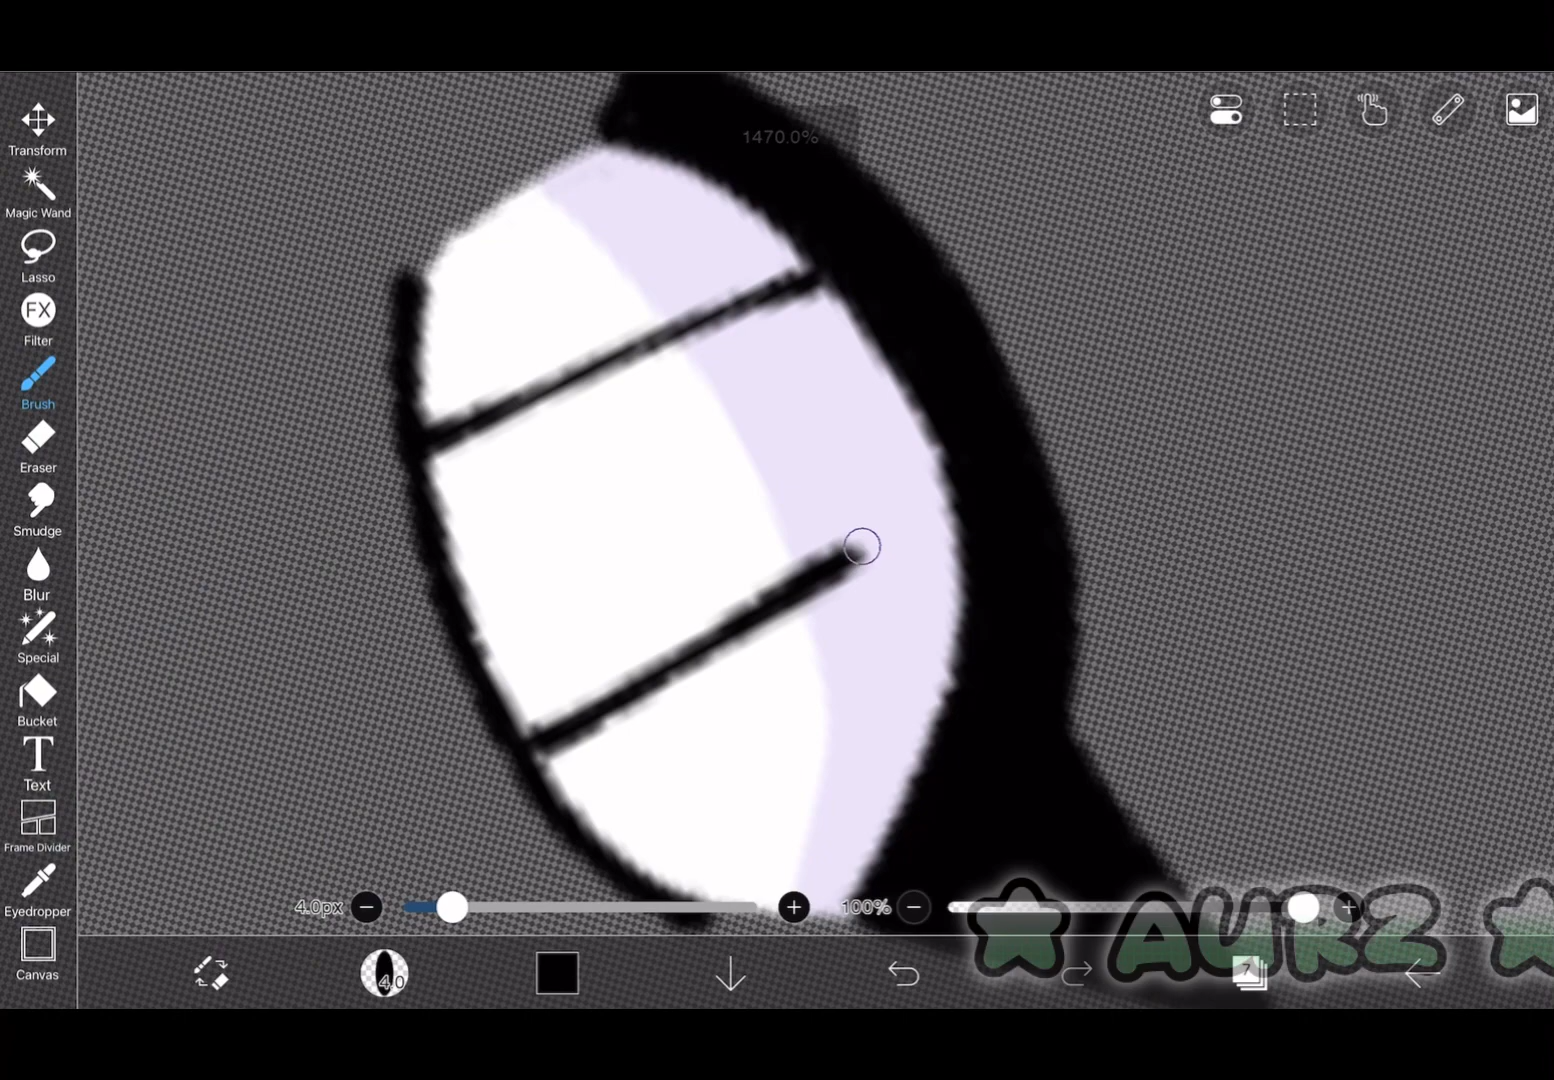 1470.0%
Transform
Magic Wand
Lasso
FX
Filter
Brush
Eraser
Smudge
Blur
Special
Bucket
T
Text
Frame Divider
Eyedropper
Canvas
4.0px
100%
4.0
7
AURZ